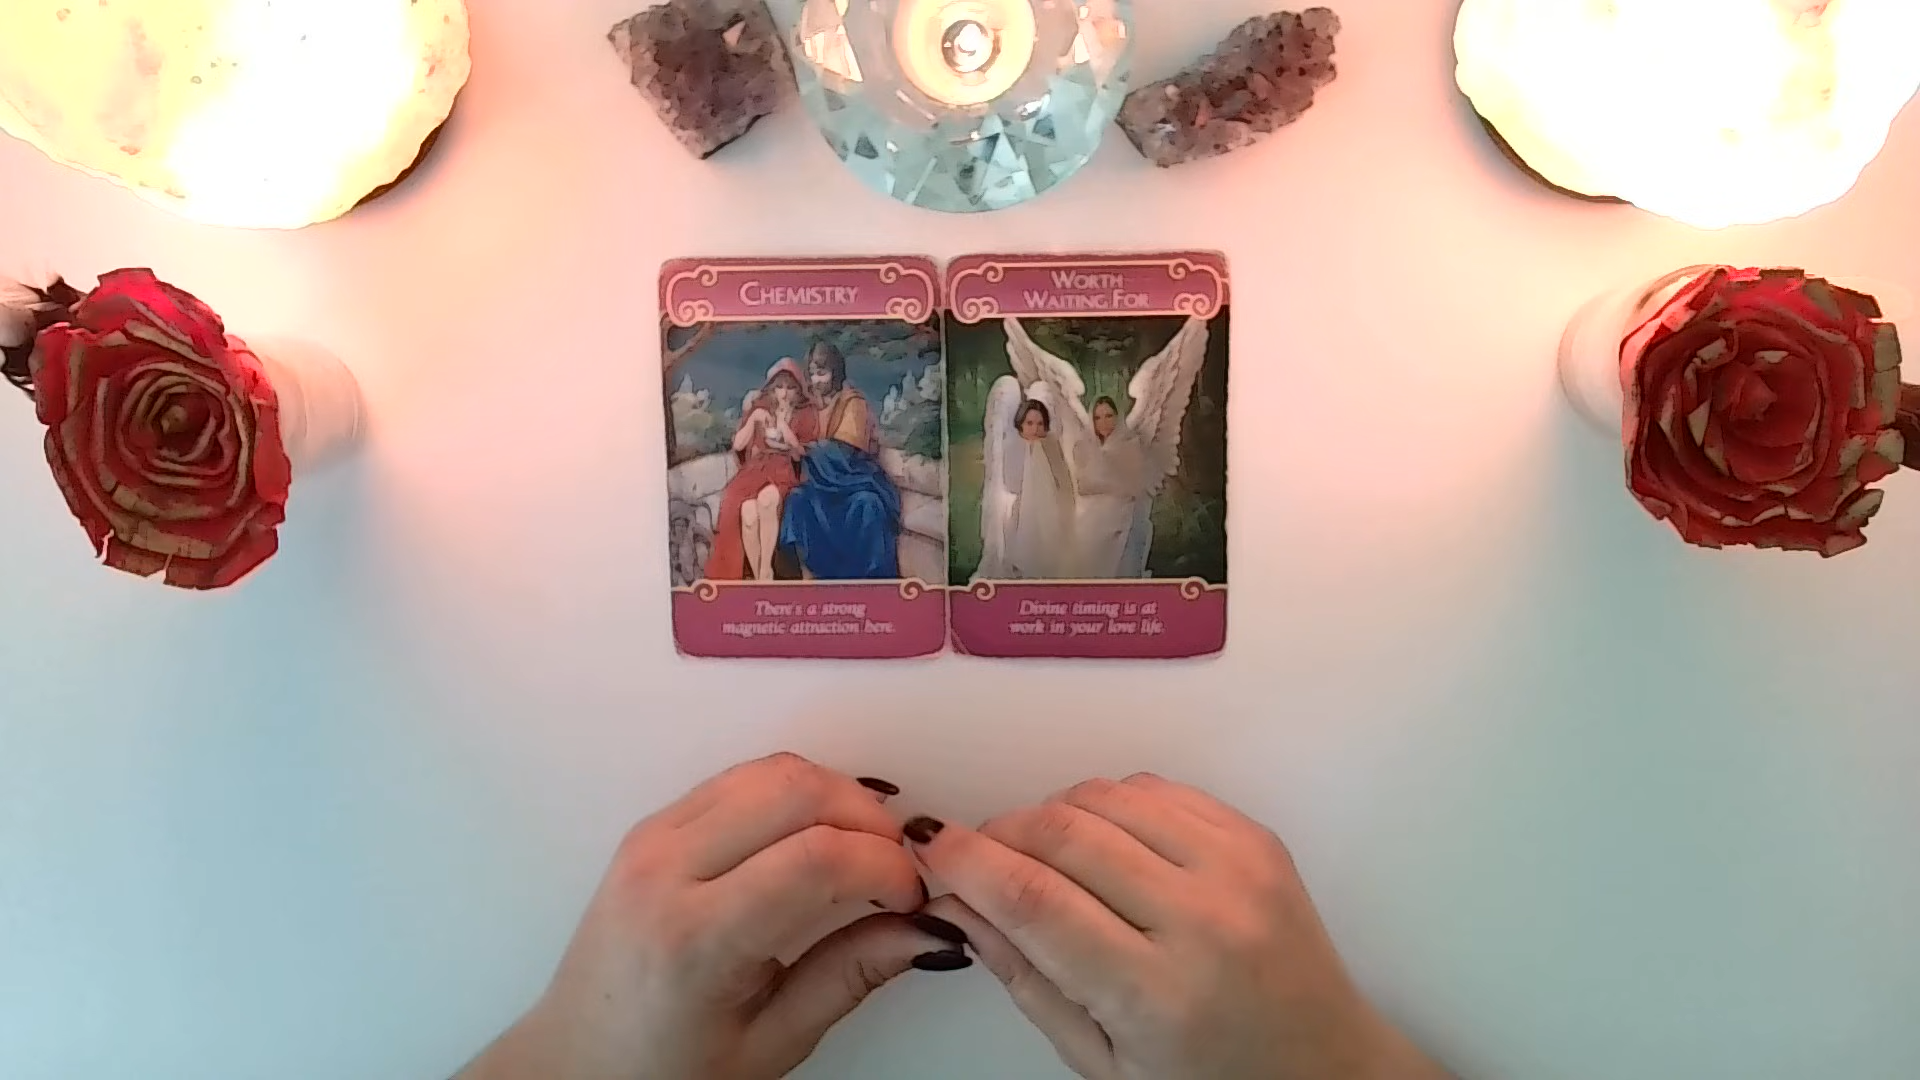 CHEMISTRY
There's a strong
magnetic attraction here.
WORTH
WAITING FOR
Divine timing is at
work in your love life.